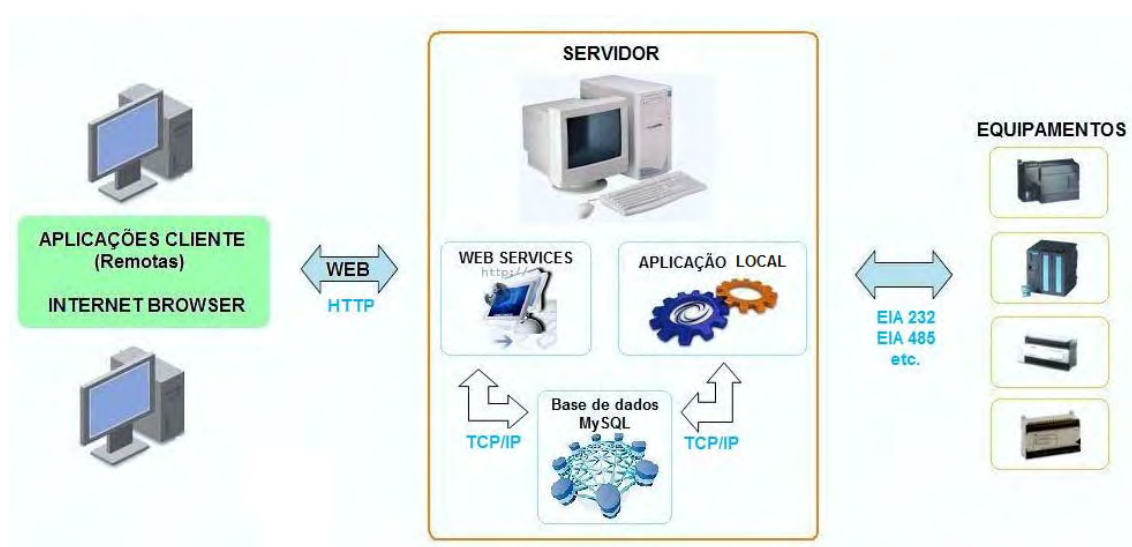 SERVIDOR
EQUIPAMENTOS
APLICAÇÕES CLIENTE
(Remotas)
INTERNET BROWSER
WEB
HTTP
WEB SERVICES
http://
APLICAÇÃO LOCAL
EIA 232
EIA 485
etc.
Base de dados
MySQL
TCP/IP
TCP/IP